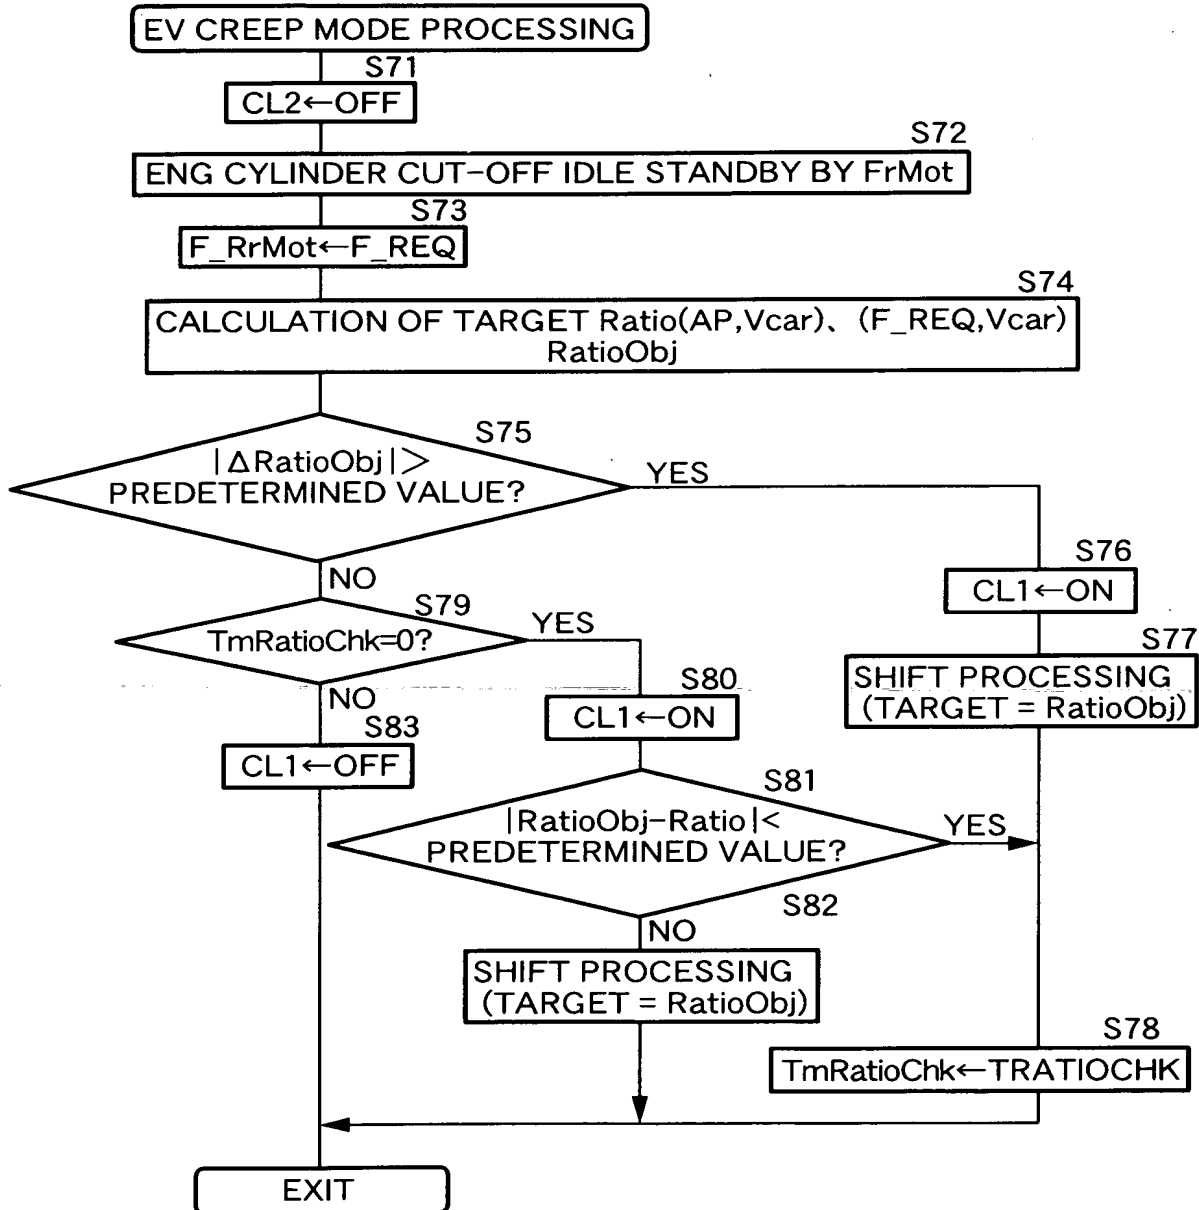 EV CREEP MODE PROCESSING
S71
CL2←OFF
S72
ENG CYLINDER CUT-OFF IDLE STANDBY BY FrMot
S73
F_RrMot←F_REQ
S74
CALCULATION OF TARGET Ratio(AP,Vcar)、(F_REQ,Vcar)
RatioObj
S75
|ΔRatioObj|>
PREDETERMINED VALUE?
YES
NO
S76
CL1←ON
S77
SHIFT PROCESSING
(TARGET = RatioObj)
S79
TmRatioChk=0?
YES
NO
S80
CL1←ON
S83
CL1←OFF
S81
|RatioObj-Ratio|<
PREDETERMINED VALUE?
YES
S82
NO
SHIFT PROCESSING
(TARGET = RatioObj)
S78
TmRatioChk←TRATIOCHK
EXIT